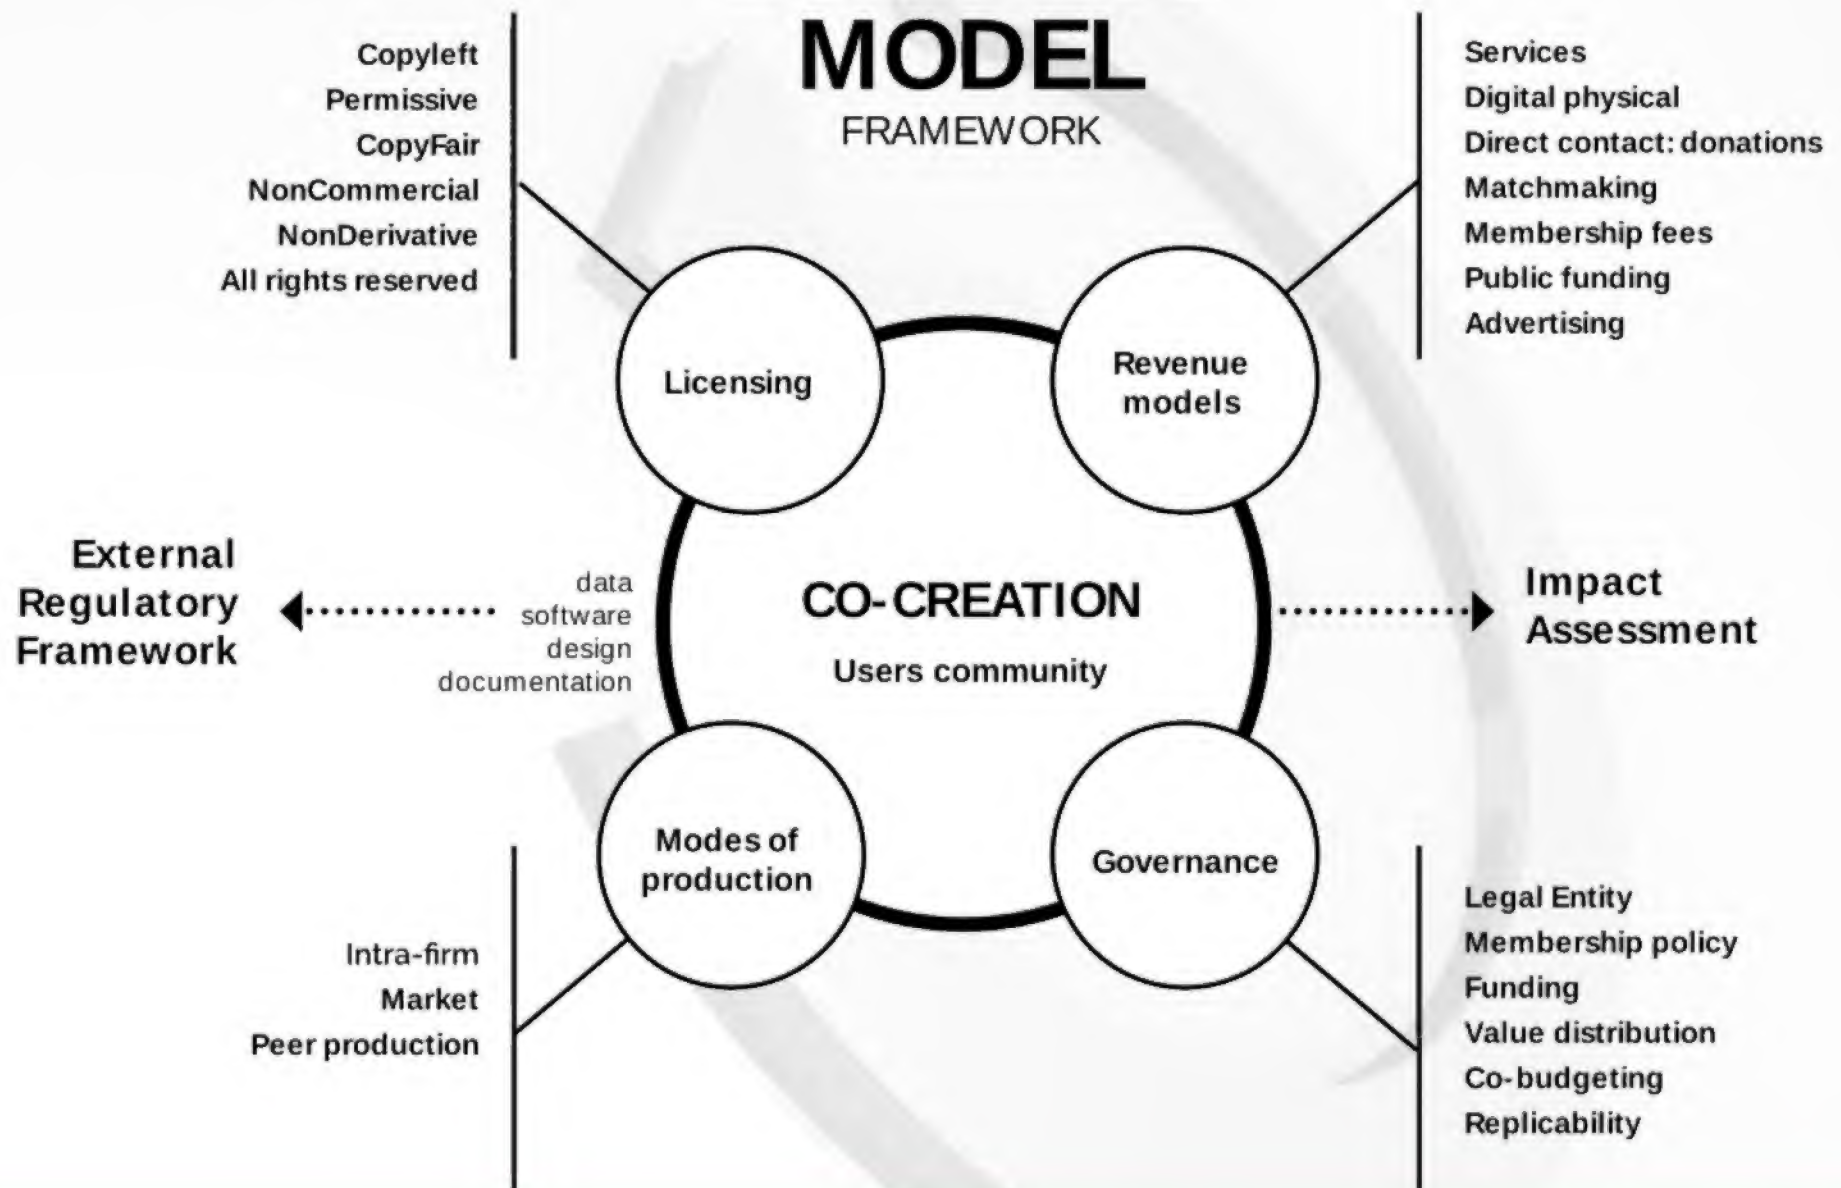 MODEL
FRAMEWORK
Copyleft
Permissive
CopyFair
NonCommercial
NonDerivative
All rights reserved
Services
Digital physical
Direct contact: donations
Matchmaking
Membership fees
Public funding
Advertising
Licensing
Revenue
models
External
Regulatory
Framework
data
software
design
documentation
CO-CREATION
Users community
Impact
Assessment
Modes of
production
Governance
Intra-firm
Market
Peer production
Legal Entity
Membership policy
Funding
Value distribution
Co-budgeting
Replicability